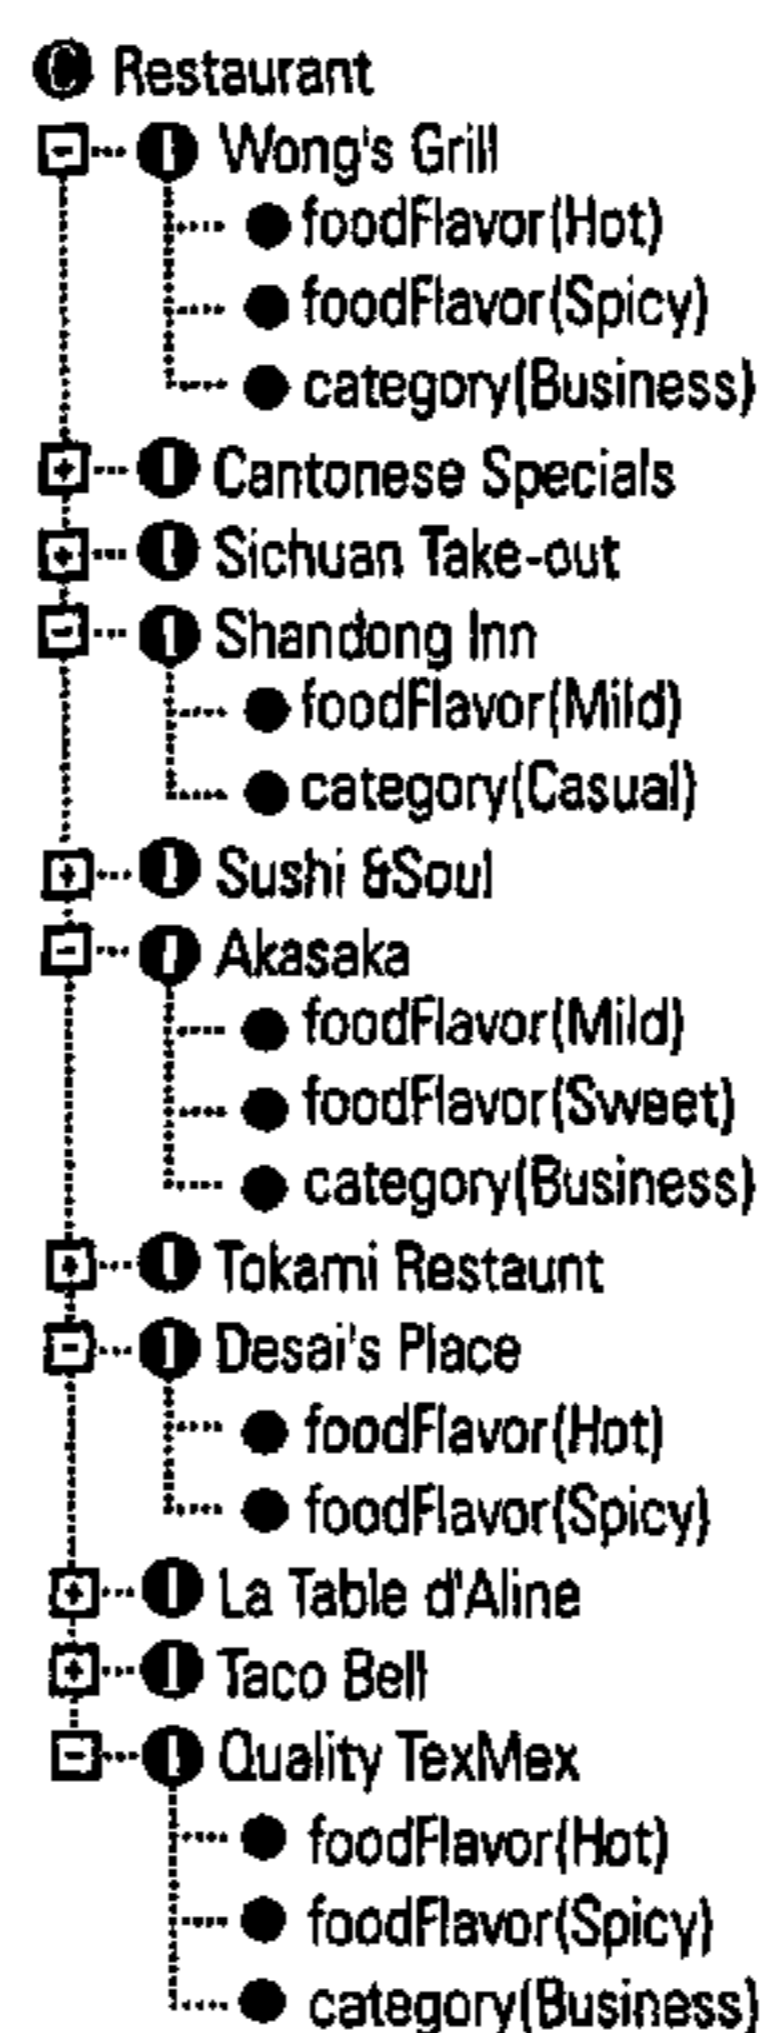 C Restaurant
- I Wong's Grill
foodFlavor(Hot)
foodFlavor(Spicy)
category(Business)
+ I Cantonese Specials
+ I Sichuan Take-out
- I Shandong Inn
foodFlavor(Mild)
category(Casual)
+ I Sushi &Soul
- I Akasaka
foodFlavor(Mild)
foodFlavor(Sweet)
category(Business)
+ I Tokami Restaunt
- I Desai's Place
foodFlavor(Hot)
foodFlavor(Spicy)
+ I La Table d'Aline
+ I Taco Bell
- I Quality TexMex
foodFlavor(Hot)
foodFlavor(Spicy)
category(Business)